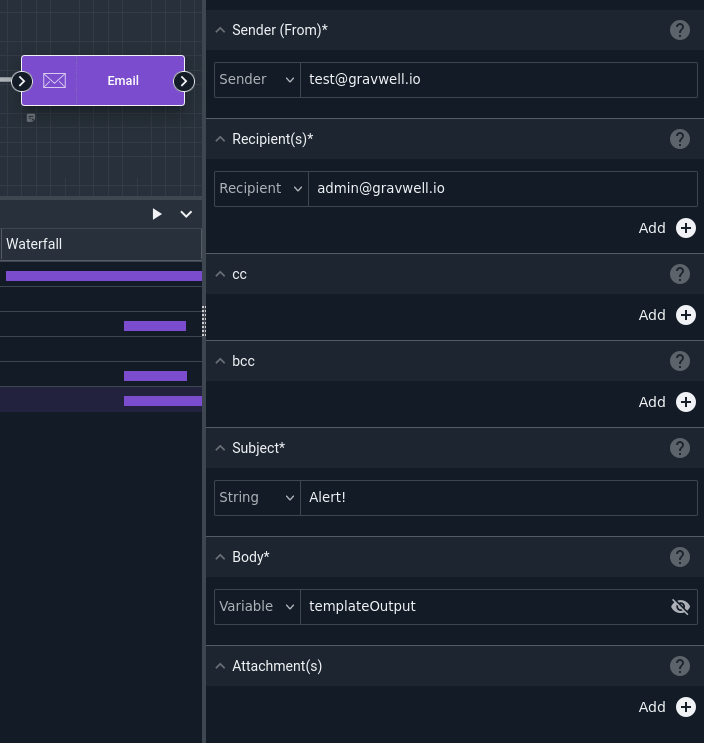 Email
Waterfall
Sender (From)*
Sender test@gravwell.io
Recipient(s)*
Recipient admin@gravwell.io
Add
cc
Add
bcc
Add
Subject*
String Alert!
Body*
Variable templateOutput
Attachment(s)
Add